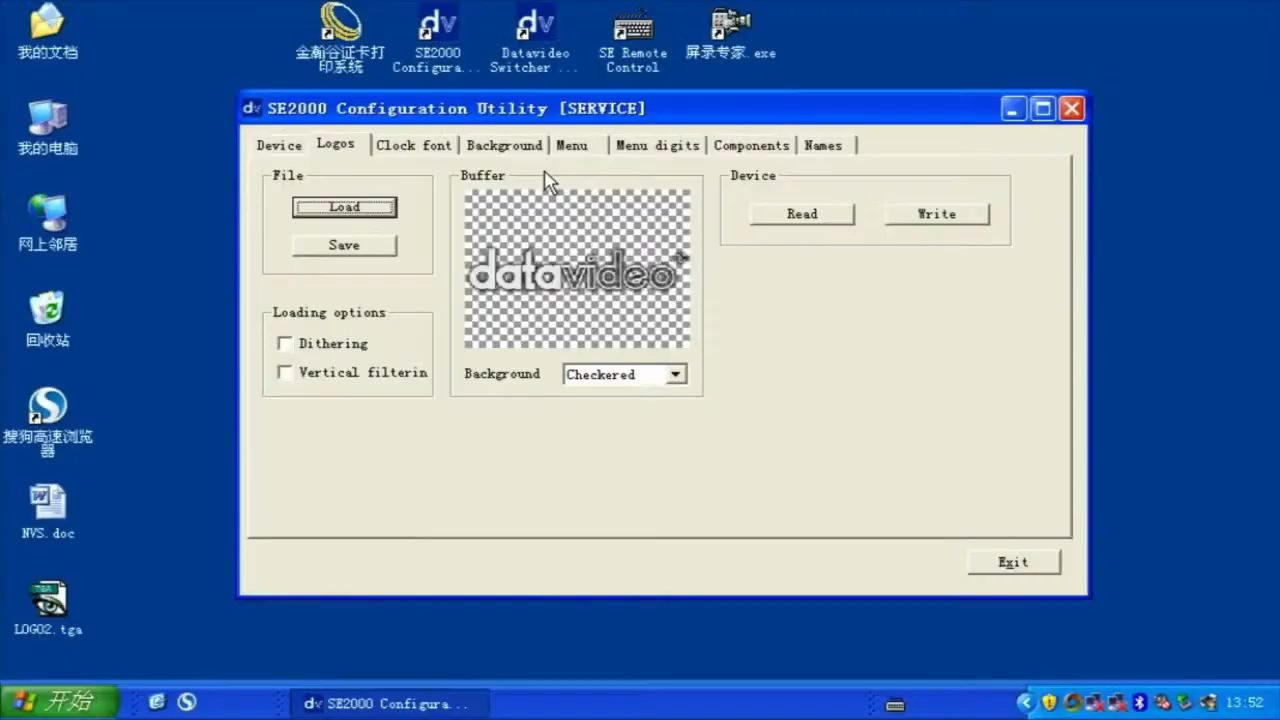 我的文档
金瀚谷证卡打
印系统
SE2000
Configura...
Datavideo
Switcher ...
SE Remote
Control
屏录专家.exe
我的电脑
网上邻居
回收站
搜狗高速浏览
器
NVS.doc
LOGO2.tga
dv SE2000 Configuration Utility [SERVICE]
Device
Logos
Clock font
Background
Menu
Menu digits
Components
Names
File
Load
Save
Loading options
Dithering
Vertical filterin
Buffer
datavideo
Background
Checkered
Device
Read
Write
Exit
开始
dv SE2000 Configura...
13:52